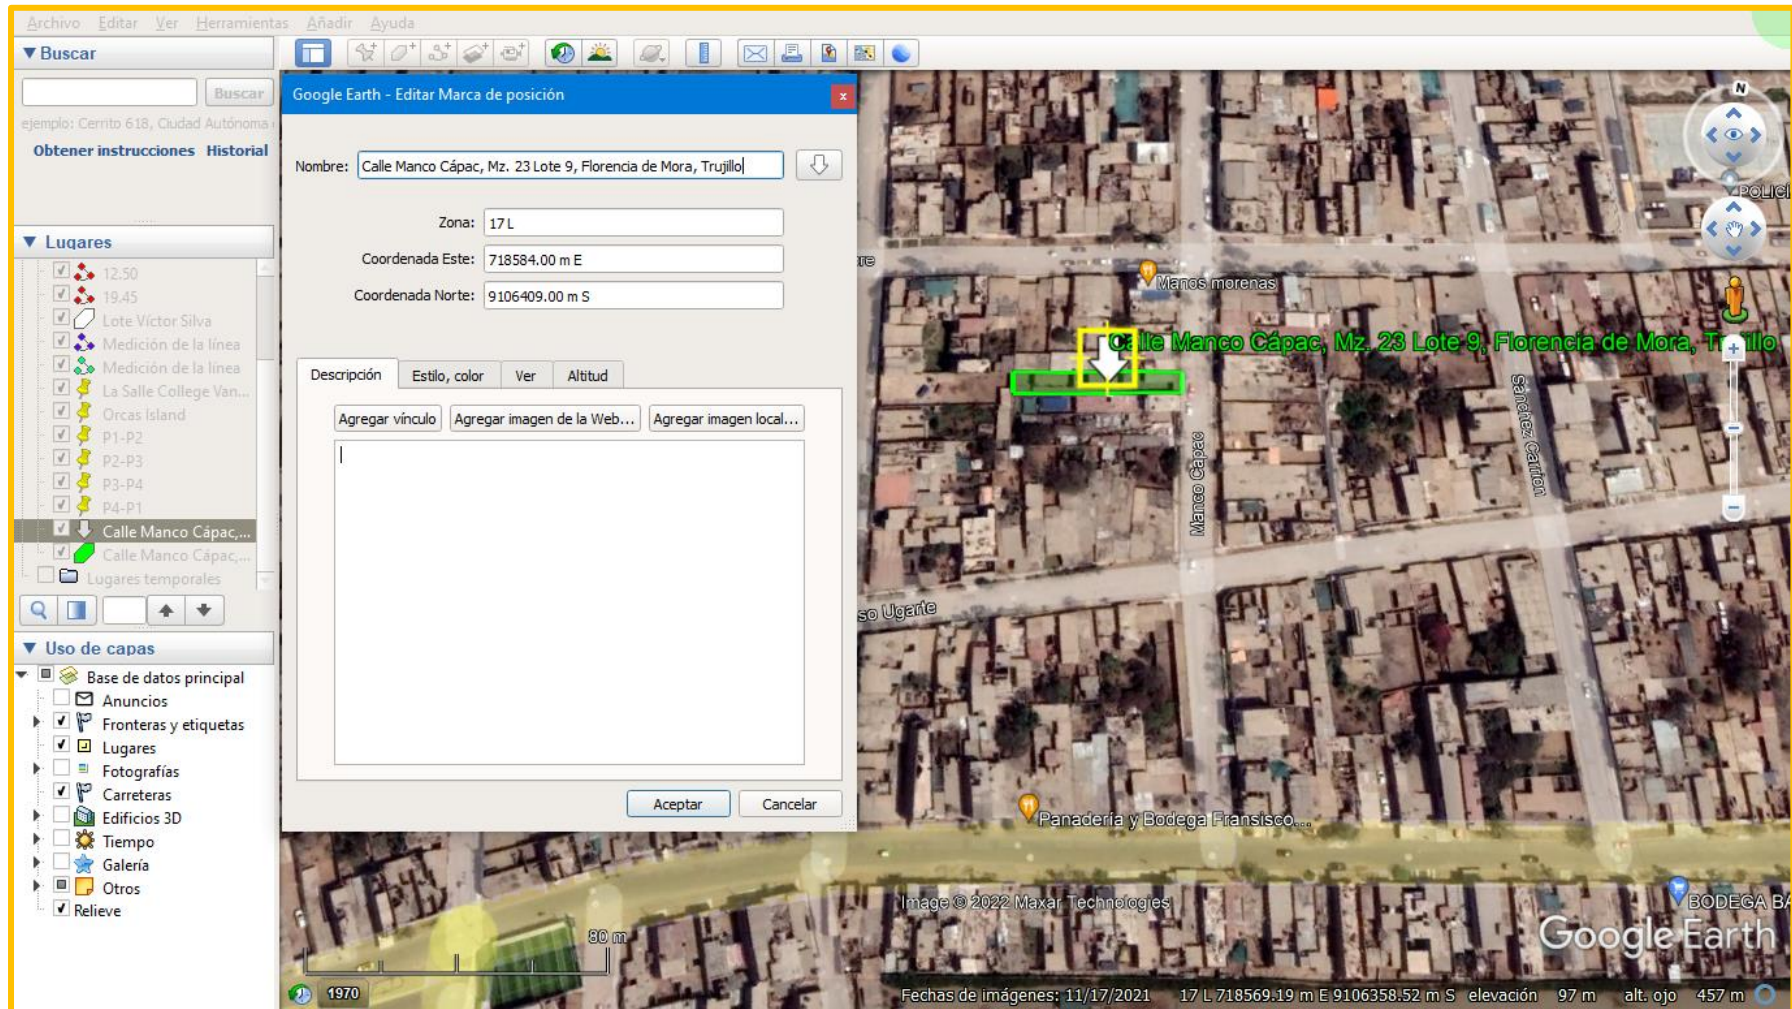 Archivo Editar Ver Herramientas Añadir Ayuda
Buscar
Buscar
ejemplo: Cerrito 618, Ciudad Autónoma
Obtener instrucciones Historial
Lugares
12.50
19.45
Lote Víctor Silva
Medición de la línea
Medición de la línea
La Salle College Van...
Orcas Island
P1-P2
P2-P3
P3-P4
P4-P1
Calle Manco Cápac,...
Calle Manco Cápac,...
Lugares temporales
Uso de capas
Base de datos principal
Anuncios
Fronteras y etiquetas
Lugares
Fotografías
Carreteras
Edificios 3D
Tiempo
Galería
Otros
Relieve
Google Earth - Editar Marca de posición
x
Nombre: Calle Manco Cápac, Mz. 23 Lote 9, Florencia de Mora, Trujillo
Zona: 17 L
Coordenada Este: 718584.00 m E
Coordenada Norte: 9106409.00 m S
Descripción Estilo, color Ver Altitud
Agregar vínculo Agregar imagen de la Web... Agregar imagen local...
Aceptar Cancelar
N
POLICÍ
re
Manos morenas
Calle Manco Cápac, Mz. 23 Lote 9, Florencia de Mora, Trujillo
Sánchez Carrion
Manco Capac
so Ugarte
Panadería y Bodega Fransisco...
Image © 2022 Maxar Technologies
BODEGA BA
Google Earth
80 m
1970
Fechas de imágenes: 11/17/2021 17 L 718569.19 m E 9106358.52 m S elevación 97 m alt. ojo 457 m